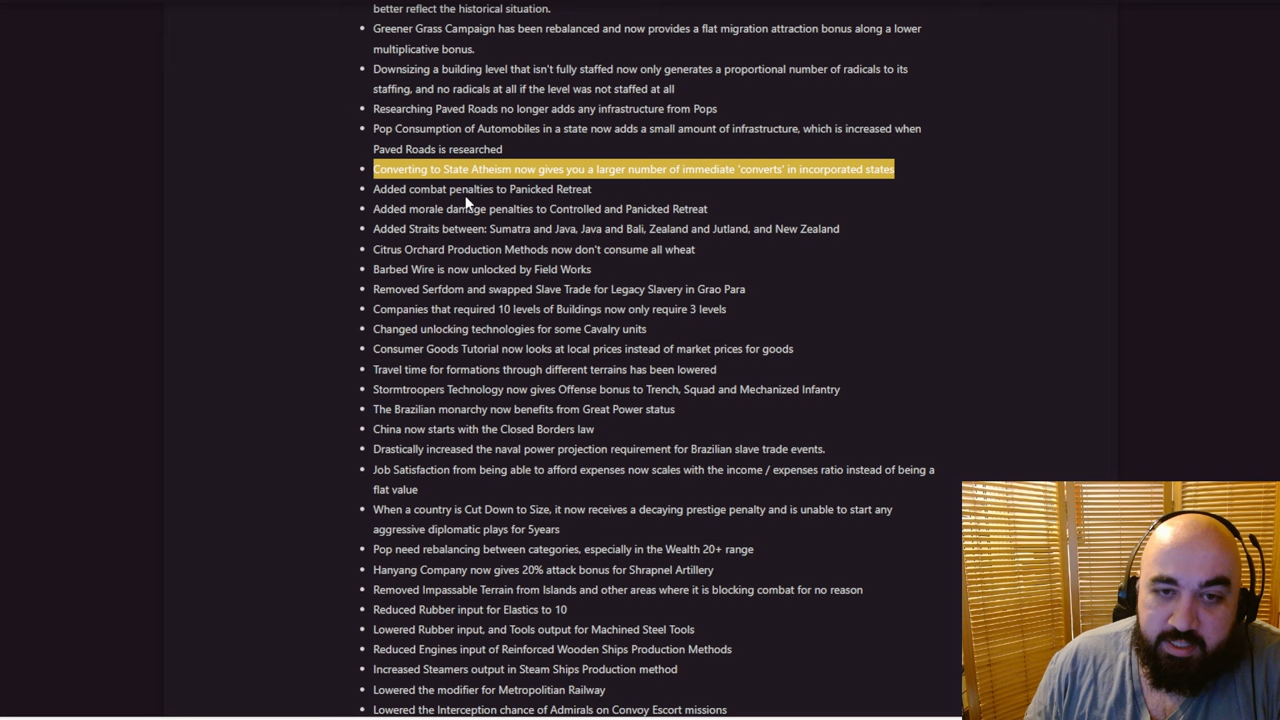 better reflect the historical situation.
Greener Grass Campaign has been rebalanced and now provides a flat migration attraction bonus along a lower
multiplicative bonus.
Downsizing a building level that isn't fully staffed now only generates a proportional number of radicals to its
staffing, and no radicals at all if the level was not staffed at all
Researching Paved Roads no longer adds any infrastructure from Pops
Pop Consumption of Automobiles in a state now adds a small amount of infrastructure, which is increased when
Paved Roads is researched
Converting to State Atheism now gives you a larger number of immediate 'converts' in incorporated states
Added combat penalties to Panicked Retreat
Added morale damage penalties to Controlled and Panicked Retreat
Added Straits between: Sumatra and Java, Java and Bali, Zealand and Jutland, and New Zealand
Citrus Orchard Production Methods now don't consume all wheat
Barbed Wire is now unlocked by Field Works
Removed Serfdom and swapped Slave Trade for Legacy Slavery in Grao Para
Companies that required 10 levels of Buildings now only require 3 levels
Changed unlocking technologies for some Cavalry units
Consumer Goods Tutorial now looks at local prices instead of market prices for goods
Travel time for formations through different terrains has been lowered
Stormtroopers Technology now gives Offense bonus to Trench, Squad and Mechanized Infantry
The Brazilian monarchy now benefits from Great Power status
China now starts with the Closed Borders law
Drastically increased the naval power projection requirement for Brazilian slave trade events.
Job Satisfaction from being able to afford expenses now scales with the income / expenses ratio instead of being a
flat value
When a country is Cut Down to Size, it now receives a decaying prestige penalty and is unable to start any
aggressive diplomatic plays for 5years
Pop need rebalancing between categories, especially in the Wealth 20+ range
Hanyang Company now gives 20% attack bonus for Shrapnel Artillery
Removed Impassable Terrain from Islands and other areas where it is blocking combat for no reason
Reduced Rubber input for Elastics to 10
Lowered Rubber input, and Tools output for Machined Steel Tools
Reduced Engines input of Reinforced Wooden Ships Production Methods
Increased Steamers output in Steam Ships Production method
Lowered the modifier for Metropolitan Railway
Lowered the Interception chance of Admirals on Convoy Escort missions